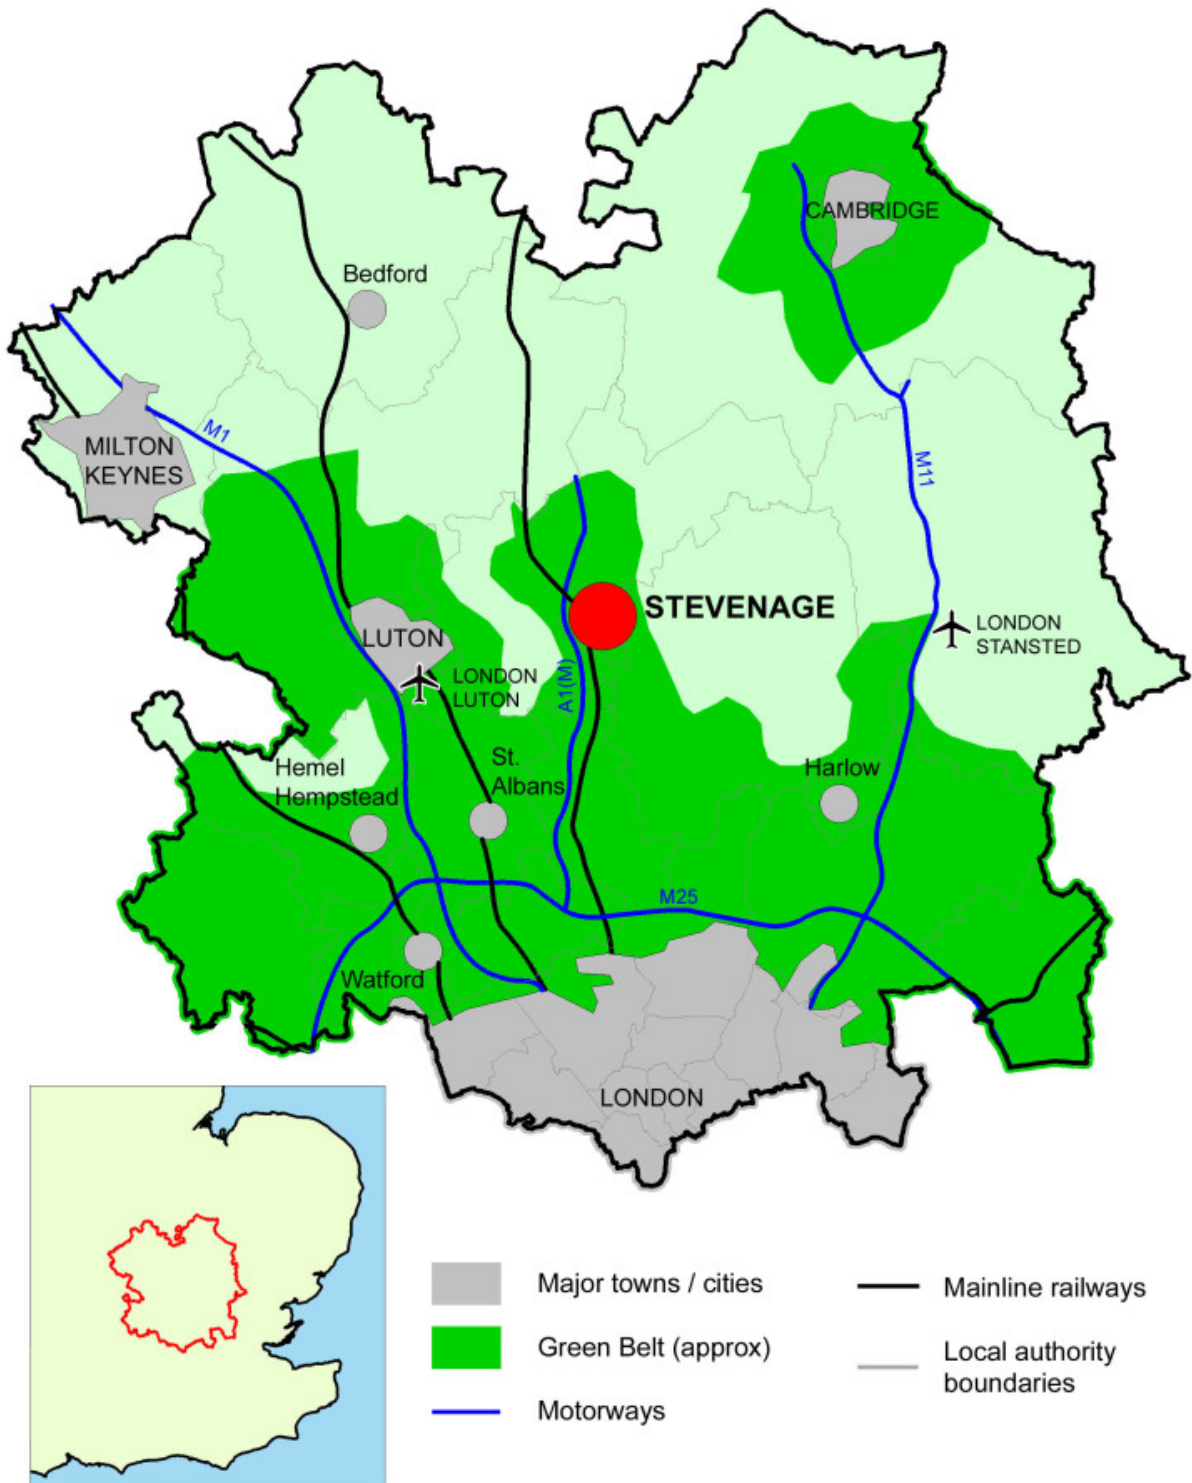 CAMBRIDGE
Bedford
M1
MILTON
KEYNES
M11
STEVENAGE
LONDON
STANSTED
LUTON
LONDON
LUTON
A1(M)
St.
Albans
Hemel
Hempstead
Harlow
M25
Watford
LONDON
Major towns / cities
Green Belt (approx)
Motorways
Mainline railways
Local authority
boundaries